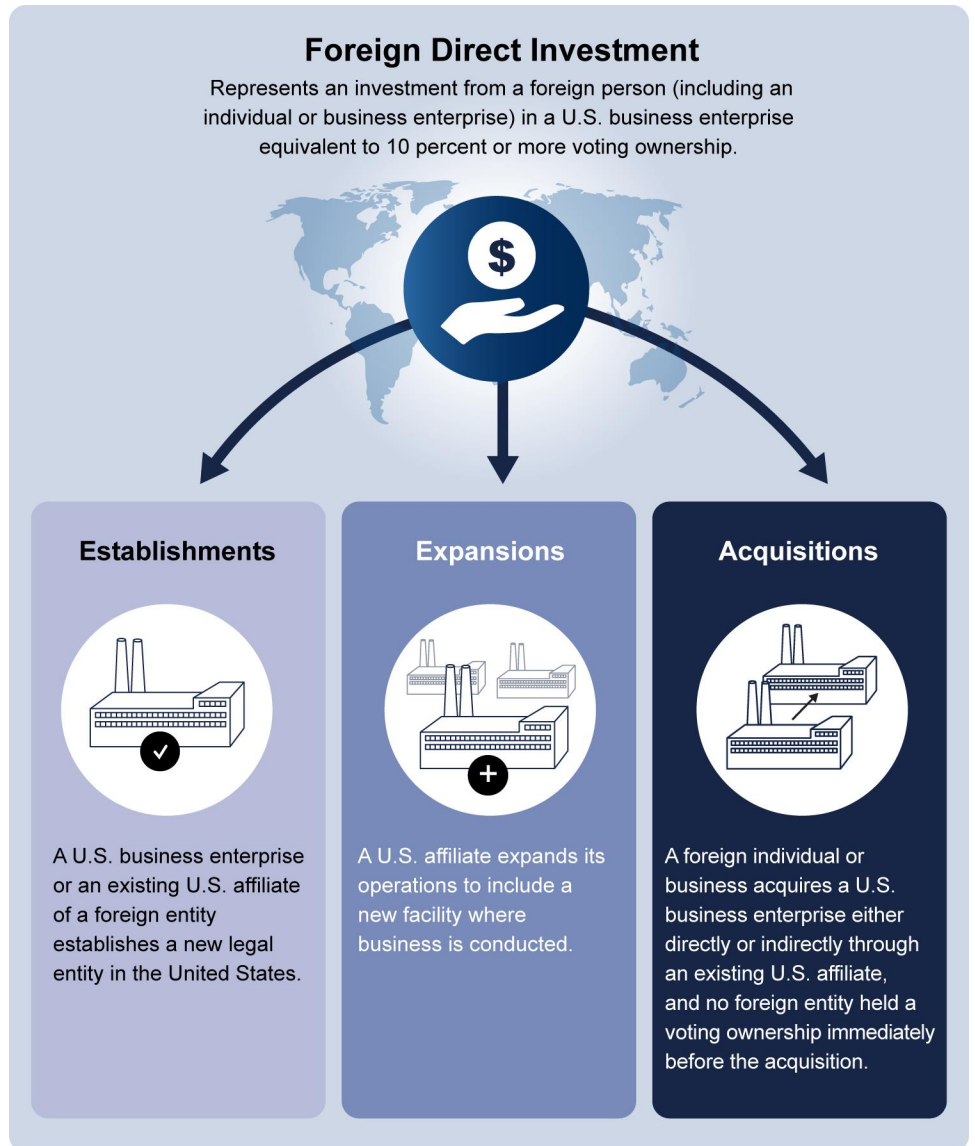 Foreign Direct Investment
Represents an investment from a foreign person (including an
individual or business enterprise) in a U.S. business enterprise
equivalent to 10 percent or more voting ownership.
$
Establishments
A U.S. business enterprise
or an existing U.S. affiliate
of a foreign entity
establishes a new legal
entity in the United States.
Expansions
A U.S. affiliate expands its
operations to include a
new facility where
business is conducted.
Acquisitions
A foreign individual or
business acquires a U.S.
business enterprise either
directly or indirectly through
an existing U.S. affiliate,
and no foreign entity held a
voting ownership immediately
before the acquisition.